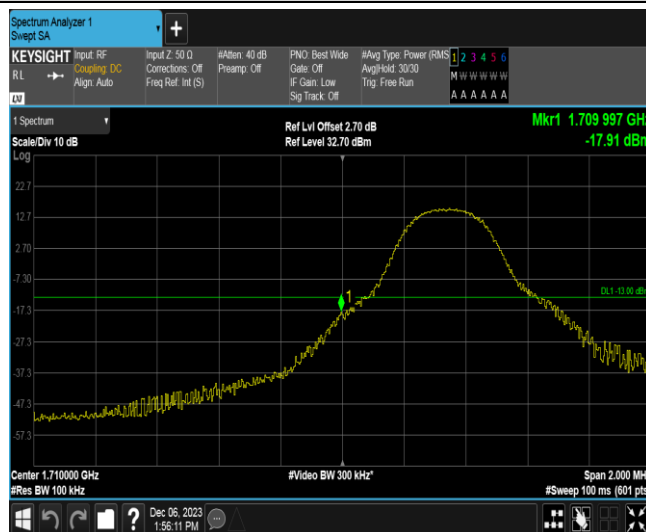 Spectrum Analyzer 1
Swept SA
+
KEYSIGHT
RL
LXI
Input: RF
Coupling: DC
Align: Auto
Input Z: 50 Ω
Corrections: Off
Freq Ref: Int (S)
#Atten: 40 dB
Preamp: Off
PNO: Best Wide
Gate: Off
IF Gain: Low
Sig Track: Off
#Avg Type: Power (RMS
Avg|Hold: 30/30
Trig: Free Run
1 2 3 4 5 6
M W W W W W
A A A A A A
1 Spectrum
Scale/Div 10 dB
Log
Ref Lvl Offset 2.70 dB
Ref Level 32.70 dBm
Mkr1 1.709 997 GHz
-17.91 dBm
22.7
12.7
2.70
-7.30
DL1 -13.00 dBm
1
-17.3
-27.3
-37.3
-47.3
-57.3
Center 1.710000 GHz
#Res BW 100 kHz
#Video BW 300 kHz*
Span 2.000 MH
#Sweep 100 ms (601 pts
?
Dec 06, 2023
1:56:11 PM